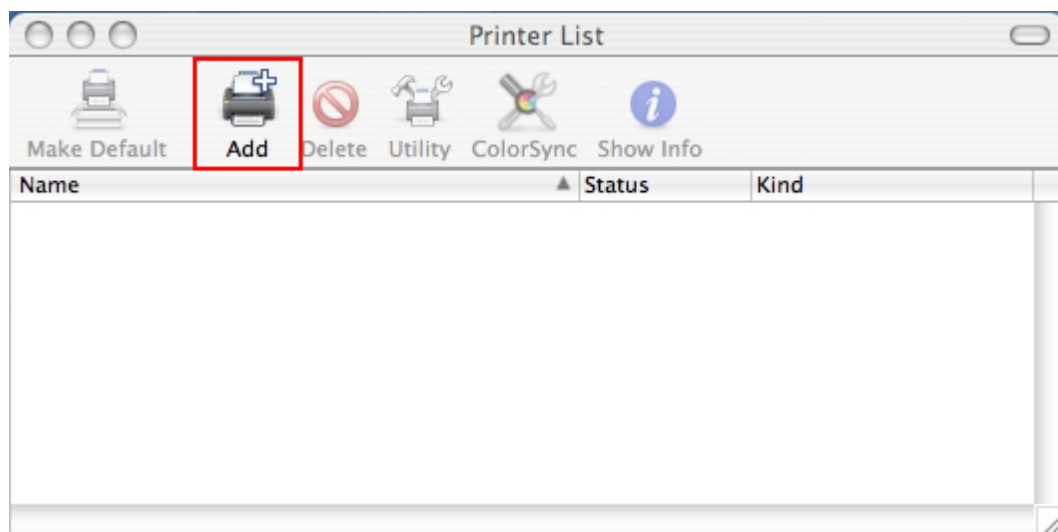 Printer List
Make Default Add Delete Utility ColorSync Show Info
Name Status Kind